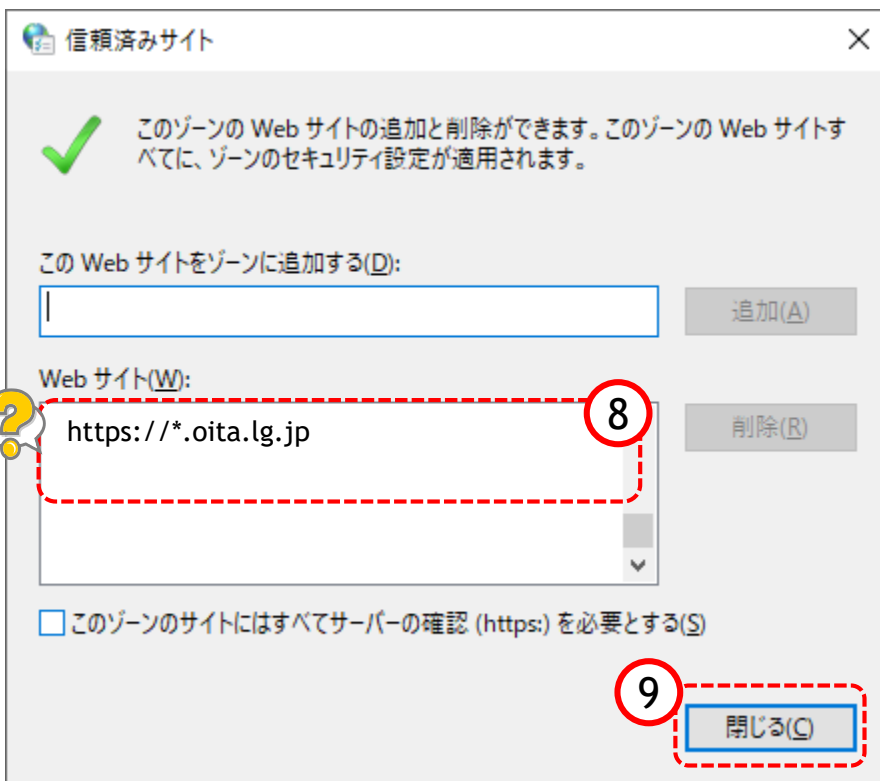 信頼済みサイト
このゾーンの Web サイトの追加と削除ができます。このゾーンの Web サイトす
べてに、ゾーンのセキュリティ設定が適用されます。
この Web サイトをゾーンに追加する(D):
追加(A)
Web サイト(W):
?
https://*.oita.lg.jp
8
削除(R)
このゾーンのサイトにはすべてサーバーの確認 (https:) を必要とする(S)
9
閉じる(C)